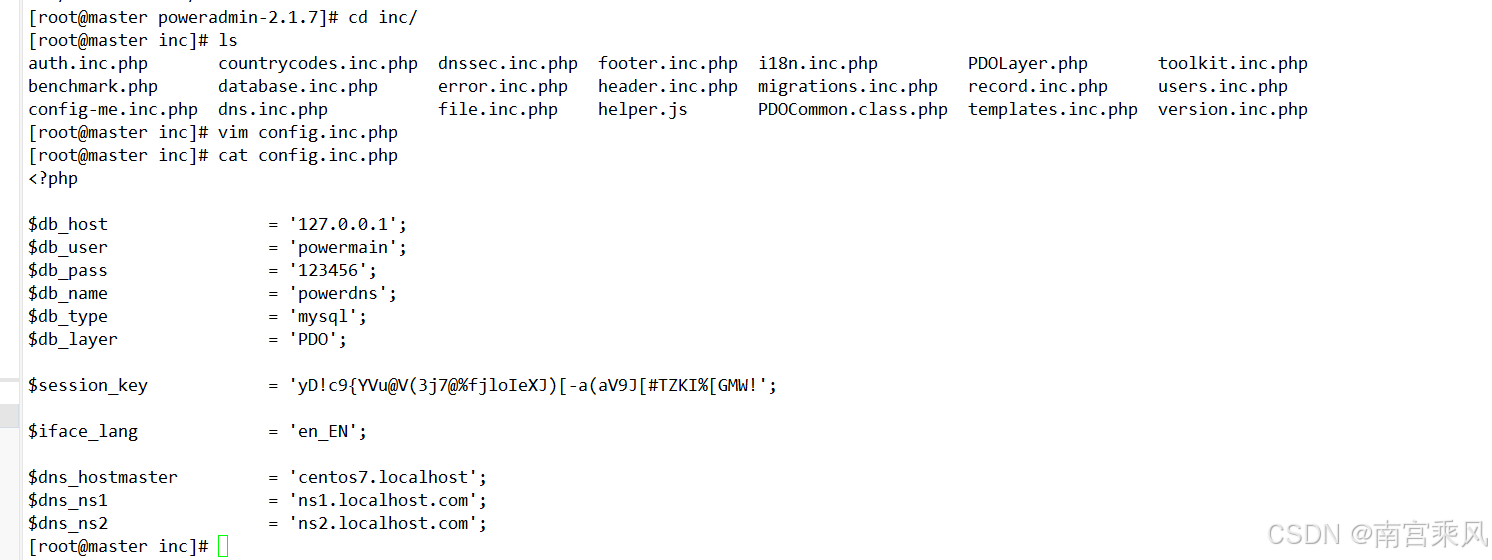 [root@master poweradmin-2.1.7]# cd inc/
[root@master inc]# ls
auth.inc.php countrycodes.inc.php dnssec.inc.php footer.inc.php i18n.inc.php PDOLayer.php toolkit.inc.php
benchmark.php database.inc.php error.inc.php header.inc.php migrations.inc.php record.inc.php users.inc.php
config-me.inc.php dns.inc.php file.inc.php helper.js PDOCommon.class.php templates.inc.php version.inc.php
[root@master inc]# vim config.inc.php
[root@master inc]# cat config.inc.php
<?php
$db_host = '127.0.0.1';
$db_user = 'powermain';
$db_pass = '123456';
$db_name = 'powerdns';
$db_type = 'mysql';
$db_layer = 'PDO';
$session_key = 'yD!c9{YVu@V(3j7@%fjloIeXJ)[-a(aV9J[#TZKI%[GMW!';
$iface_lang = 'en_EN';
$dns_hostmaster = 'centos7.localhost';
$dns_ns1 = 'ns1.localhost.com';
$dns_ns2 = 'ns2.localhost.com';
[root@master inc]#
CSDN @南宫乘风